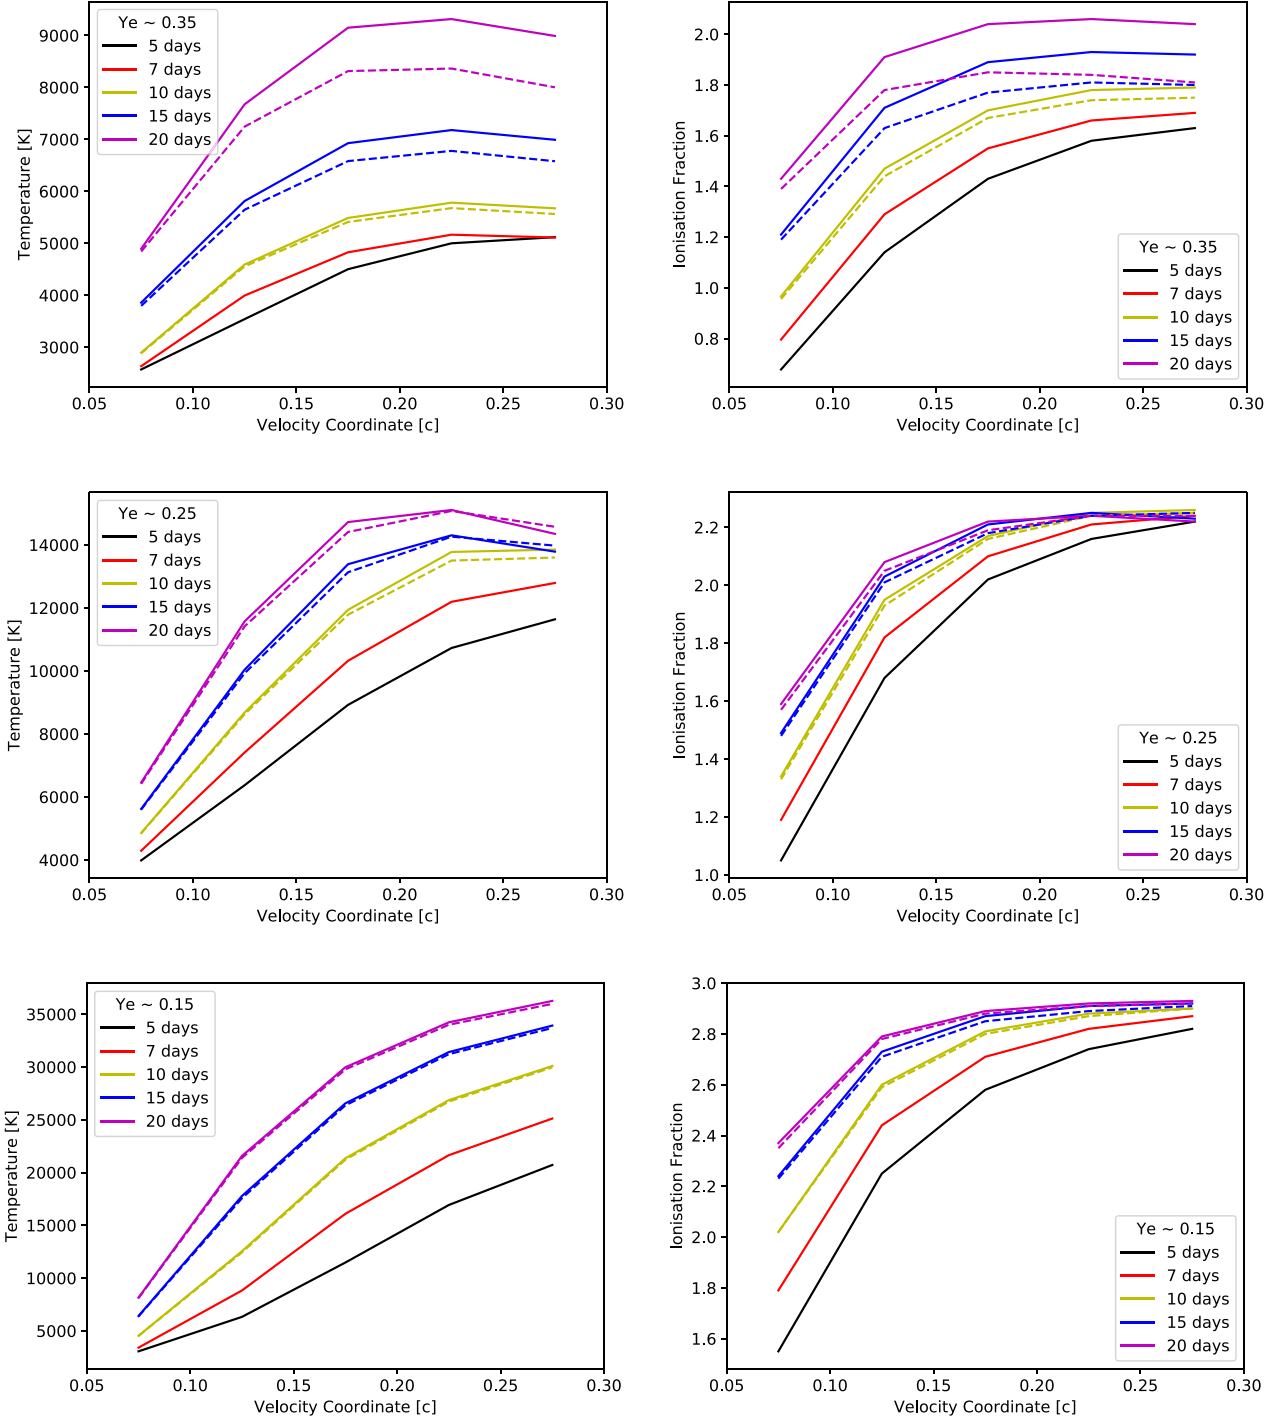 Ye ~ 0.35
5 days
7 days
10 days
15 days
20 days
9000
8000
7000
6000
5000
4000
3000
Temperature [K]
0.05 0.10 0.15 0.20 0.25 0.30
Velocity Coordinate [c]
2.0
1.8
1.6
1.4
1.2
1.0
0.8
Ionisation Fraction
Ye ~ 0.35
5 days
7 days
10 days
15 days
20 days
0.05 0.10 0.15 0.20 0.25 0.30
Velocity Coordinate [c]
Ye ~ 0.25
5 days
7 days
10 days
15 days
20 days
14000
12000
10000
8000
6000
4000
Temperature [K]
0.05 0.10 0.15 0.20 0.25 0.30
Velocity Coordinate [c]
2.2
2.0
1.8
1.6
1.4
1.2
1.0
Ionisation Fraction
Ye ~ 0.25
5 days
7 days
10 days
15 days
20 days
0.05 0.10 0.15 0.20 0.25 0.30
Velocity Coordinate [c]
Ye ~ 0.15
5 days
7 days
10 days
15 days
20 days
35000
30000
25000
20000
15000
10000
5000
Temperature [K]
0.05 0.10 0.15 0.20 0.25 0.30
Velocity Coordinate [c]
3.0
2.8
2.6
2.4
2.2
2.0
1.8
1.6
Ionisation Fraction
Ye ~ 0.15
5 days
7 days
10 days
15 days
20 days
0.05 0.10 0.15 0.20 0.25 0.30
Velocity Coordinate [c]